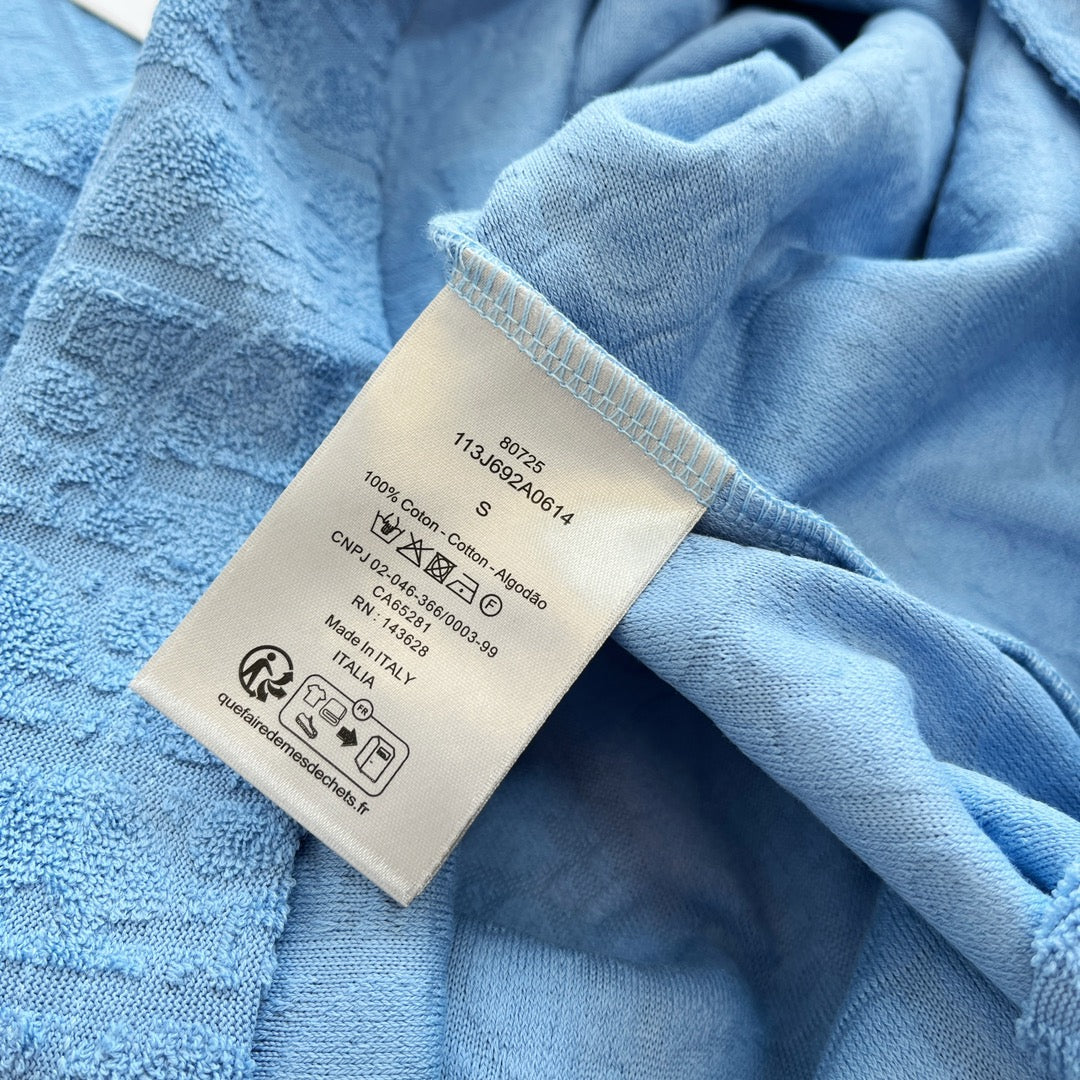 80725
113J692A0614
S
100% Coton - Cotton - Algodão
F
CNPJ 02-046-366/0003-99
CA65281
RN : 143628
Made In ITALY
ITALIA
FR
quefairedemesdechets.fr